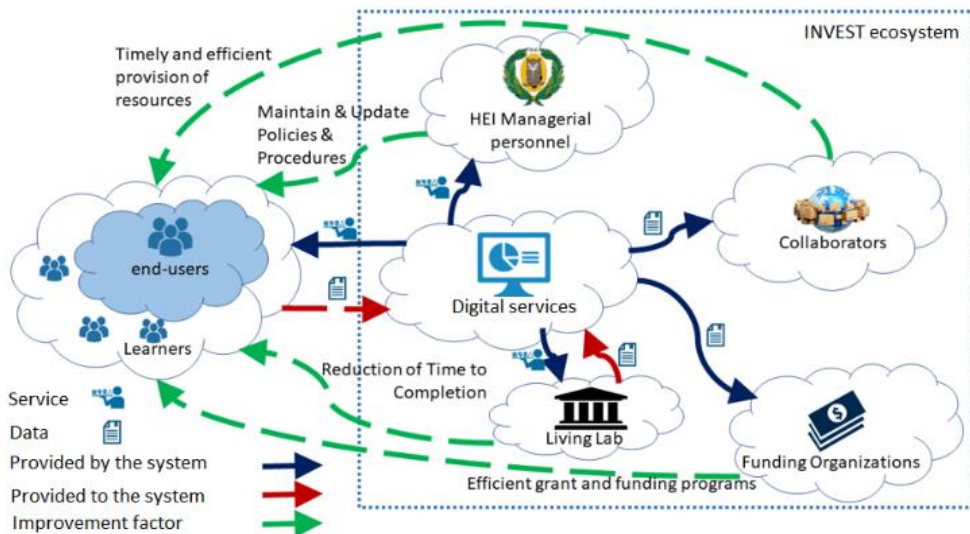 INVEST ecosystem
Timely and efficient
provision of
resources
Maintain & Update
Policies &
Procedures
HEI Managerial
personnel
Collaborators
end-users
Learners
Digital services
Reduction of Time to
Completion
Living Lab
Funding Organizations
Efficient grant and funding programs
Service
Data
Provided by the system
Provided to the system
Improvement factor